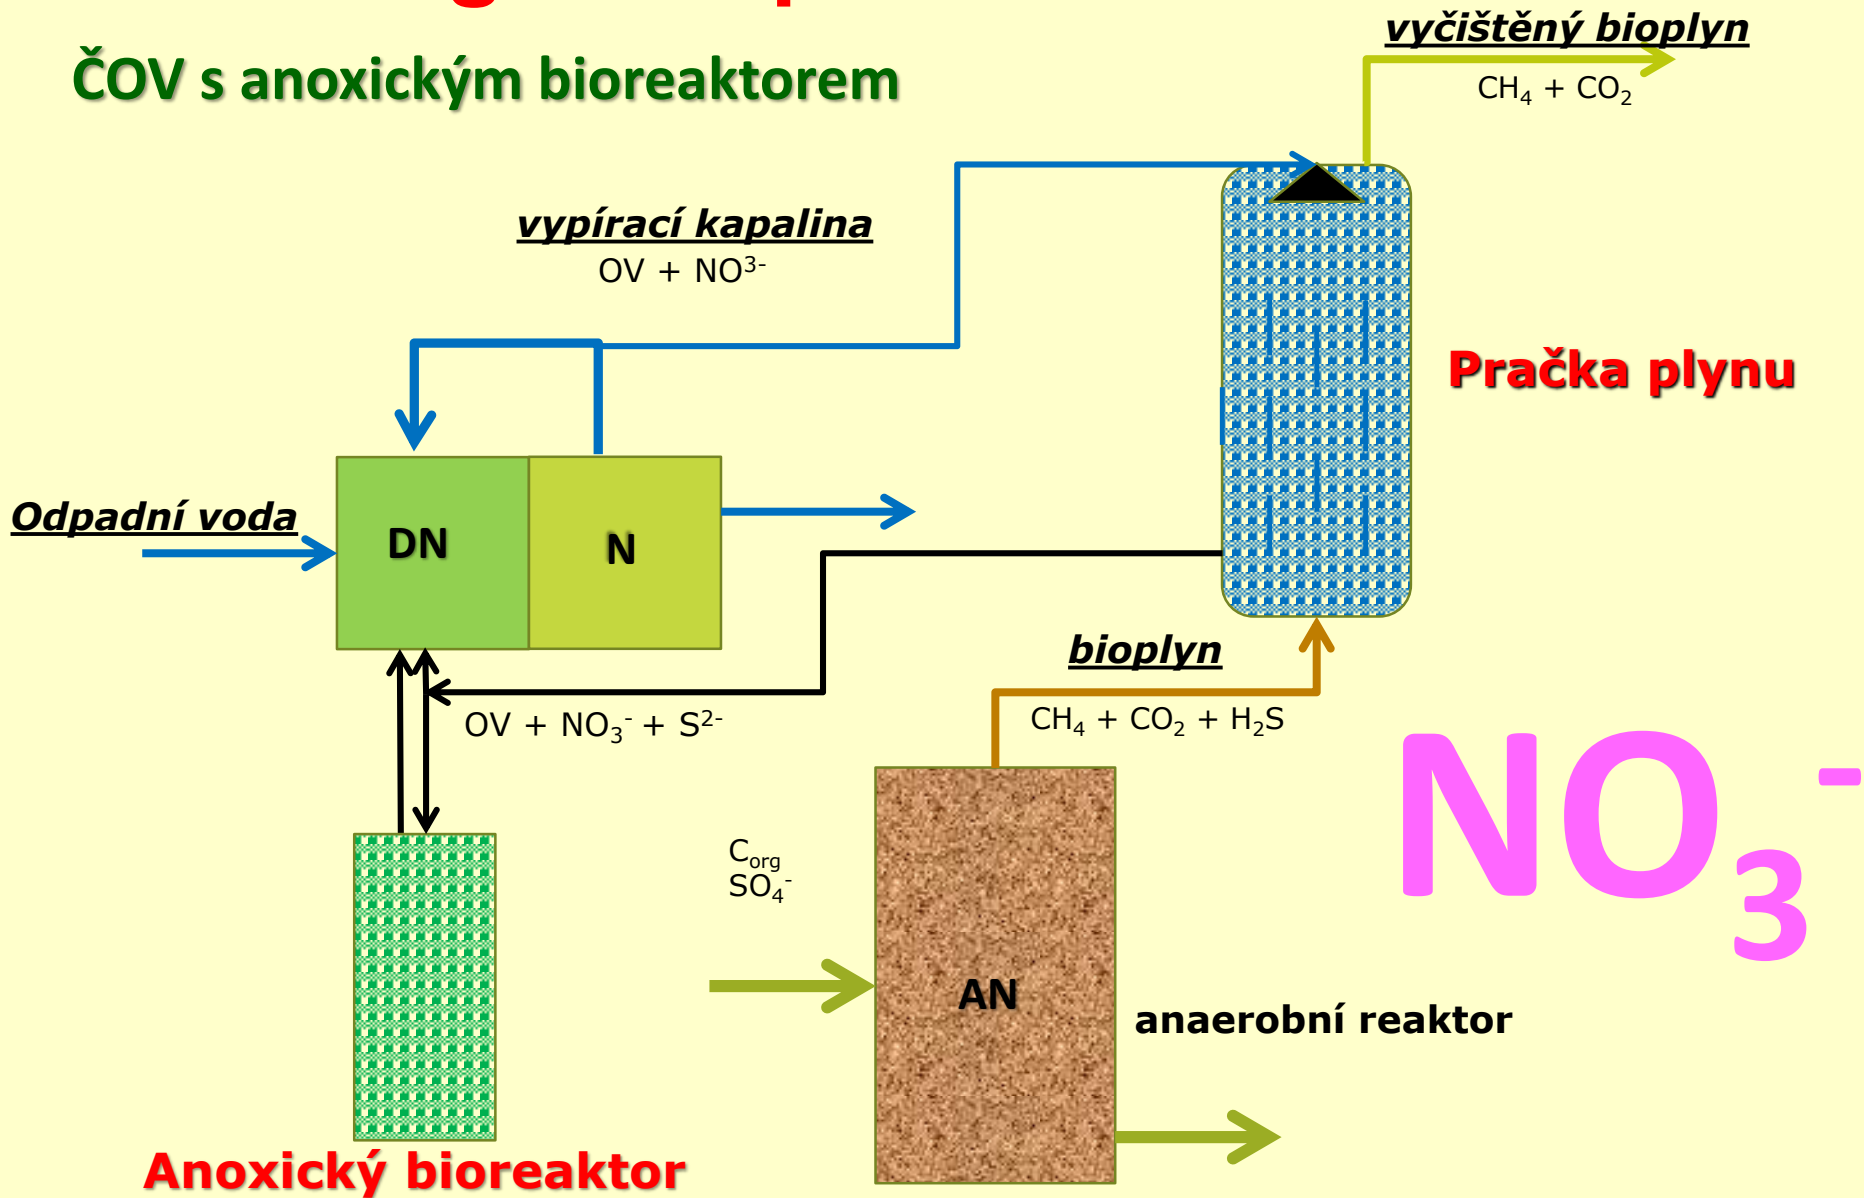 ČOV s anoxickým bioreaktorem
vyčištěný bioplyn
CH₄ + CO₂
vypírací kapalina
OV + NO³⁻
Pračka plynu
Odpadní voda
DN
N
bioplyn
OV + NO₃⁻ + S²⁻
CH₄ + CO₂ + H₂S
NO₃⁻
C_org
SO₄⁻
AN
anaerobní reaktor
Anoxický bioreaktor